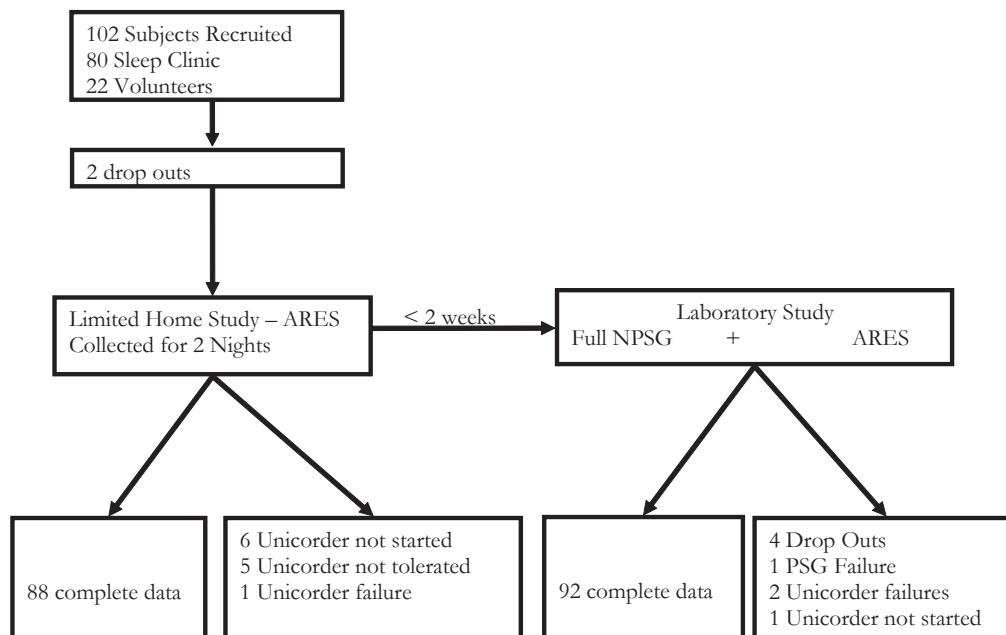 102 Subjects Recruited
80 Sleep Clinic
22 Volunteers
2 drop outs
Limited Home Study – ARES
Collected for 2 Nights
< 2 weeks
Laboratory Study
Full NPSG + ARES
88 complete data
6 Unicorder not started
5 Unicorder not tolerated
1 Unicorder failure
92 complete data
4 Drop Outs
1 PSG Failure
2 Unicorder failures
1 Unicorder not started